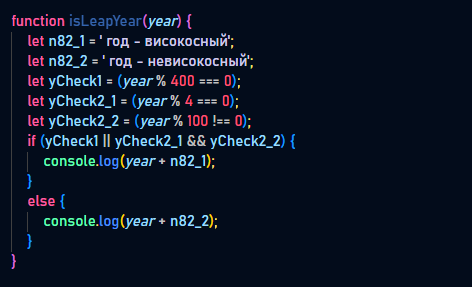 function isLeapYear(year) {
let n82_1 = ' год - високосный';
let n82_2 = ' год - невисокосный';
let yCheck1 = (year % 400 === 0);
let yCheck2_1 = (year % 4 === 0);
let yCheck2_2 = (year % 100 !== 0);
if (yCheck1 || yCheck2_1 && yCheck2_2) {
console.log(year + n82_1);
}
else {
console.log(year + n82_2);
}
}